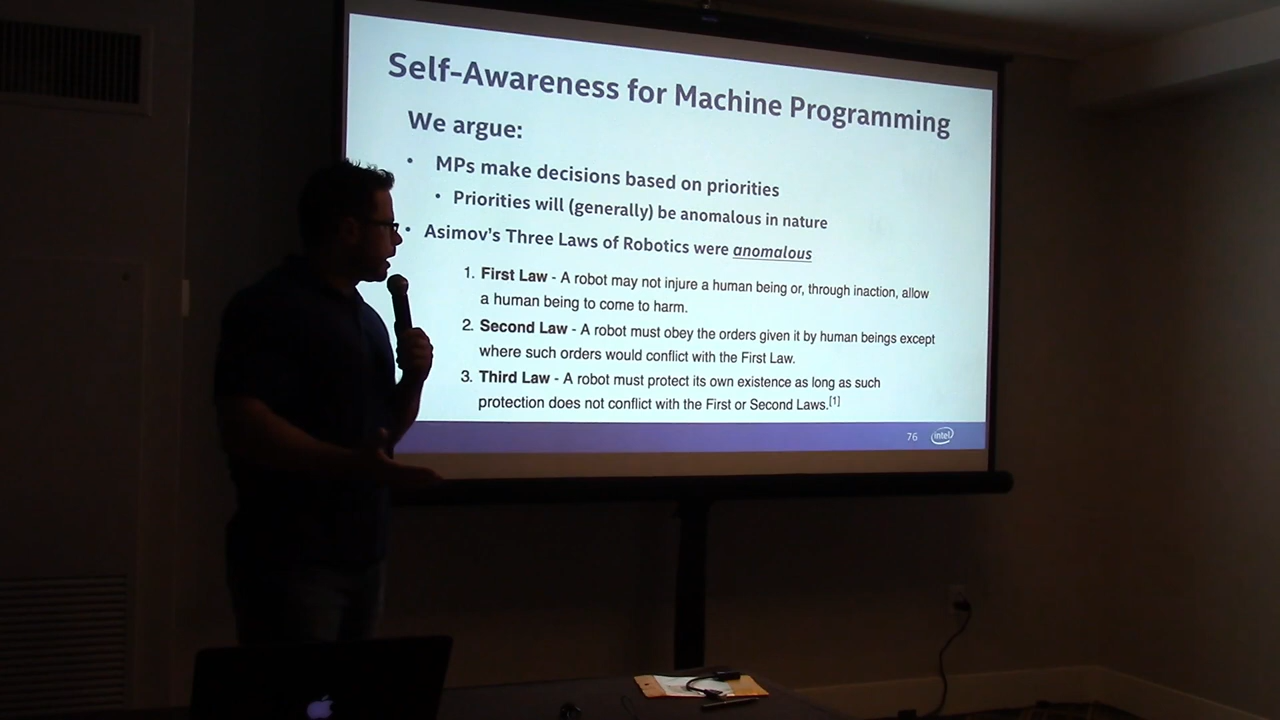 Self-Awareness for Machine Programming
We argue:
• MPs make decisions based on priorities
• Priorities will (generally) be anomalous in nature
• Asimov's Three Laws of Robotics were anomalous
1. First Law - A robot may not injure a human being or, through inaction, allow
a human being to come to harm.
2. Second Law - A robot must obey the orders given it by human beings except
where such orders would conflict with the First Law.
3. Third Law - A robot must protect its own existence as long as such
protection does not conflict with the First or Second Laws.[1]
76 intel